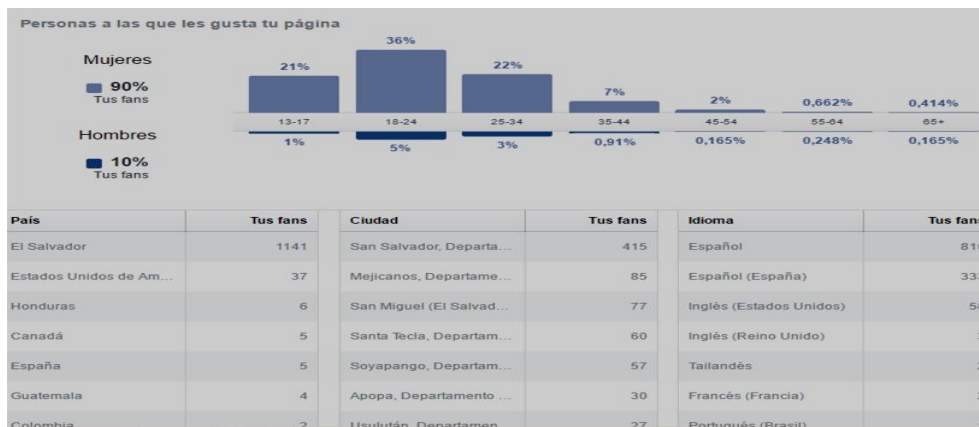 Personas a las que les gusta tu página
36%
Mujeres
21%
22%
90%
Tus fans
7%
2%
0,662%
0,414%
13-17 18-24 25-34 35-44 45-54 55-64 65+
Hombres
1%
5%
3%
0,91%
0,165%
0,248%
0,165%
10%
Tus fans
País Tus fans Ciudad Tus fans Idioma Tus fans
El Salvador 1141 San Salvador, Departa... 415 Español
Estados Unidos de Am... 37 Mejicanos, Departame... 85 Español (España)
Honduras 6 San Miguel (El Salvad... 77 Inglés (Estados Unidos)
Canadá 5 Santa Tecla, Departam... 60 Inglés (Reino Unido)
España 5 Soyapango, Departam... 57 Tailandés
Guatemala 4 Apopa, Departamento ... 30 Francés (Francia)
Colombia 2 Usulután, Departamen... 27 Portugués (Brasil)